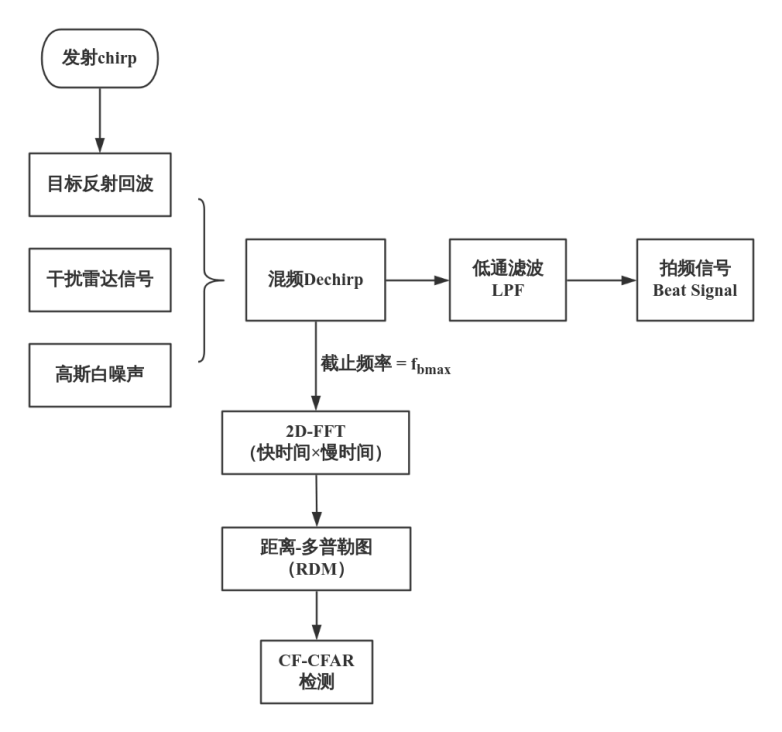 发射chirp
目标反射回波
干扰雷达信号
高斯白噪声
混频Dechirp
低通滤波
LPF
拍频信号
Beat Signal
截止频率 = fbmax
2D-FFT
（快时间×慢时间）
距离-多普勒图
（RDM）
CF-CFAR
检测